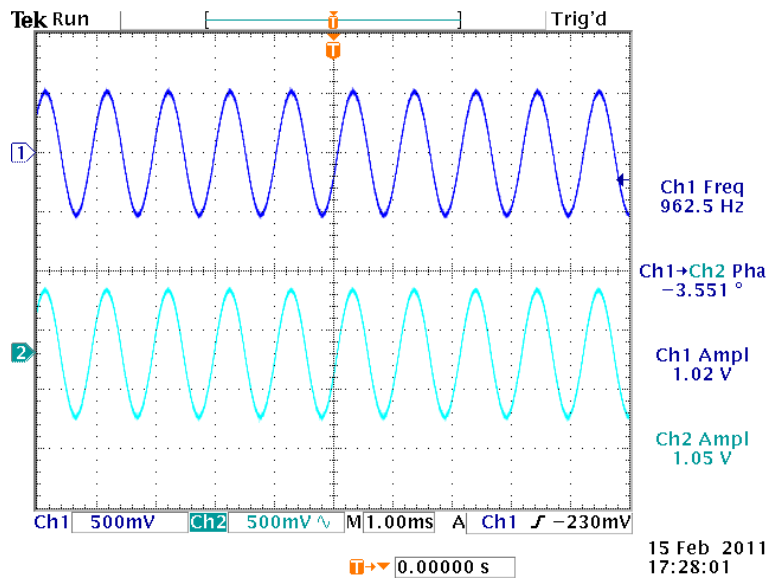 Tek Run Trig'd
T
T
1
Ch1 Freq
962.5 Hz
Ch1→Ch2 Pha
−3.551 °
2
Ch1 Ampl
1.02 V
Ch2 Ampl
1.05 V
Ch1 500mV Ch2 500mV∿ M 1.00ms A Ch1 ∫ −230mV
T→▼ 0.00000 s
15 Feb 2011
17:28:01